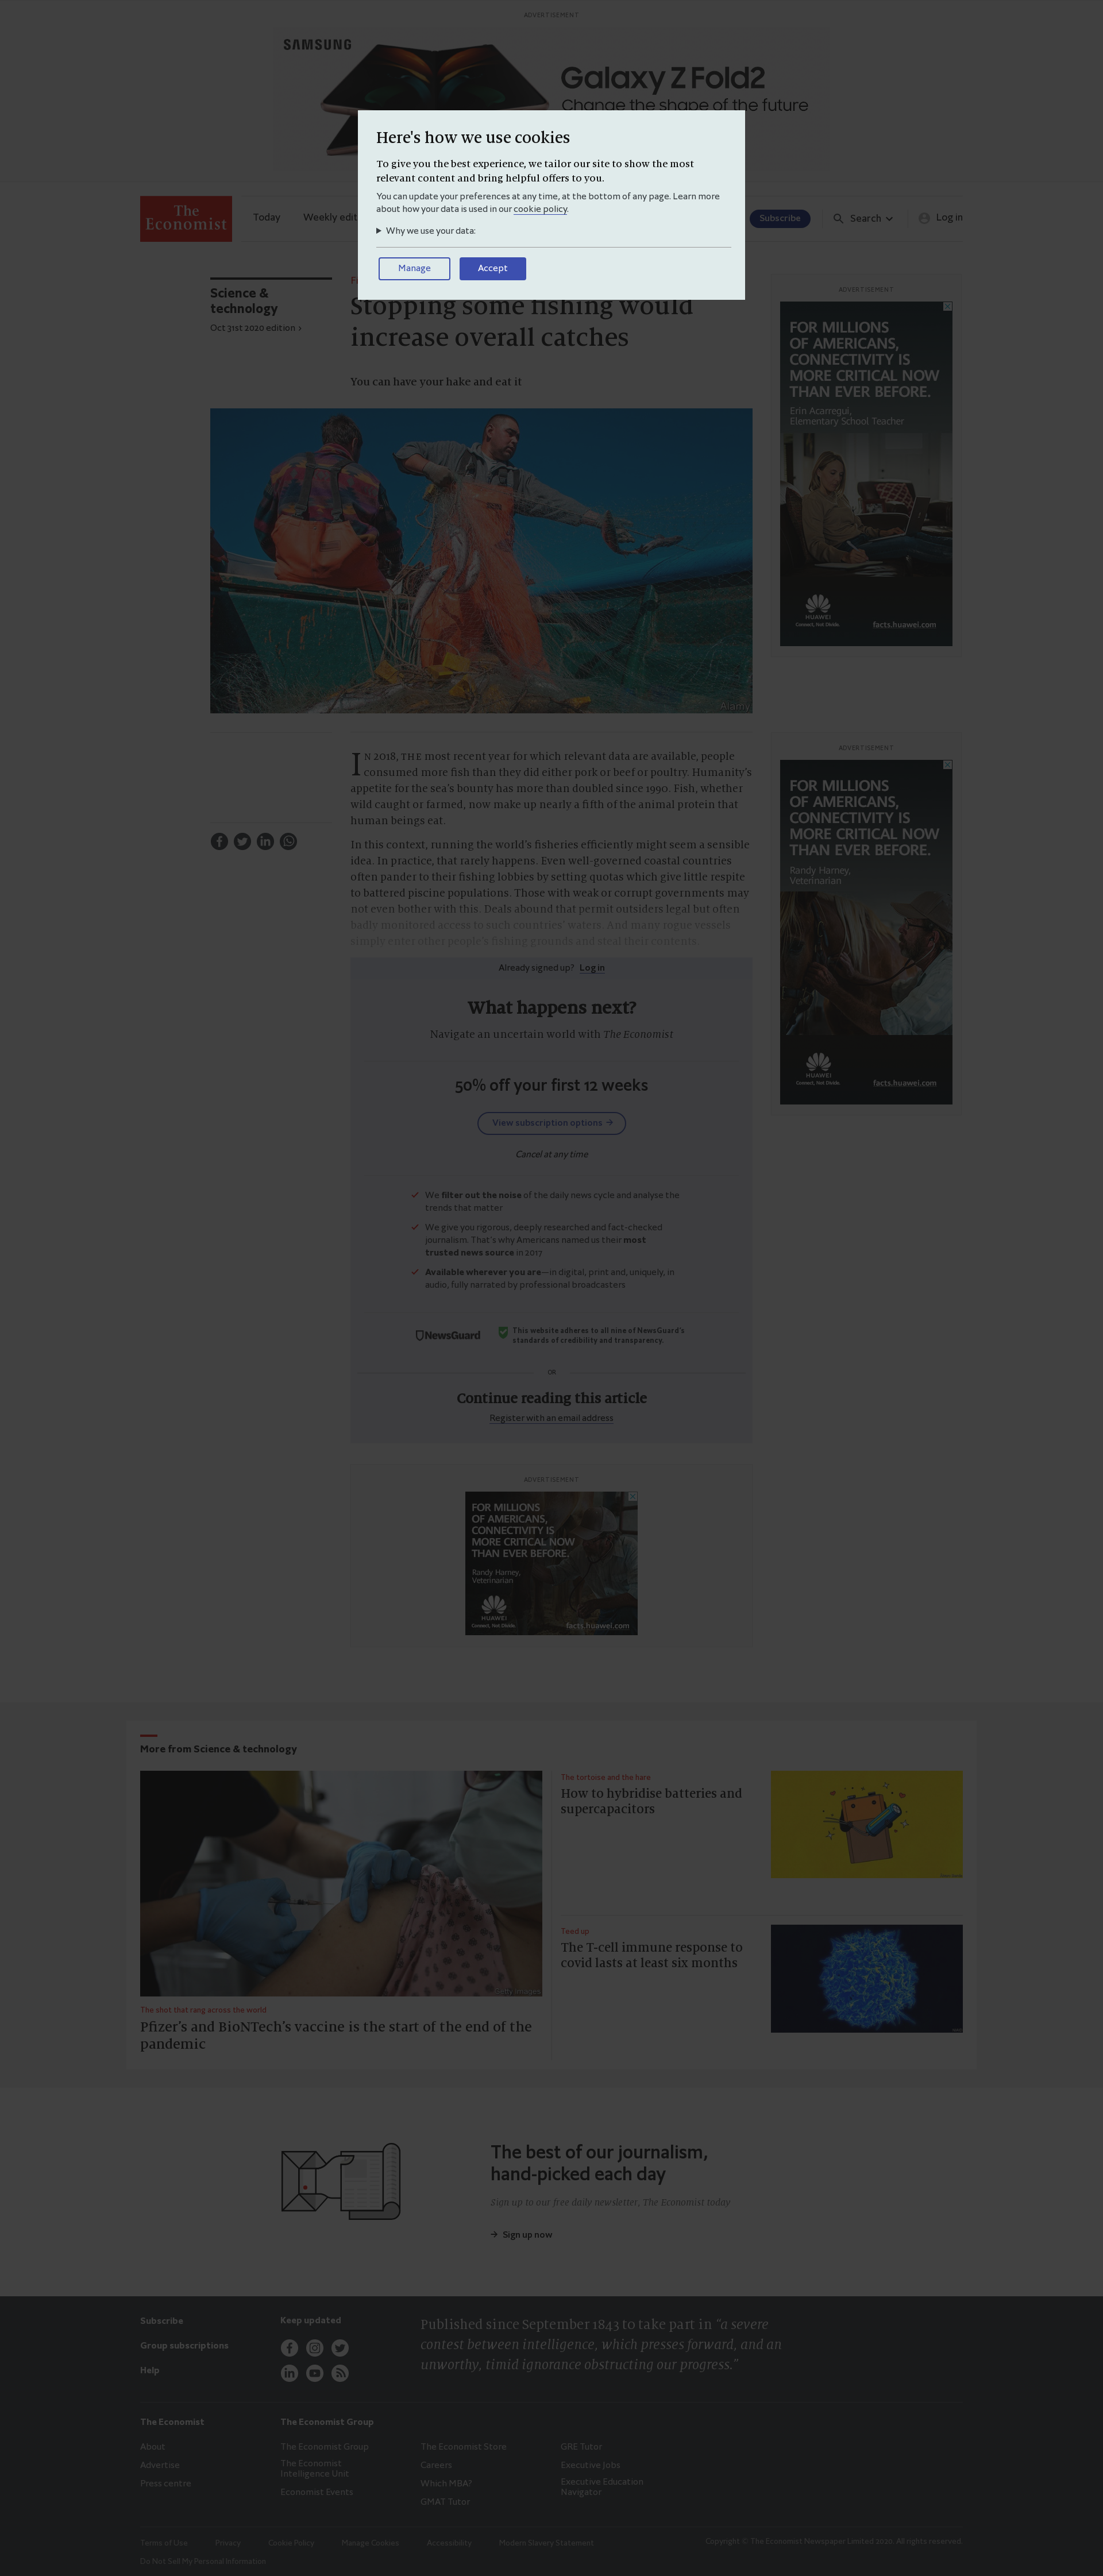 ADVERTISEMENT
SAMSUNG
Galaxy Z Fold2
Change the shape of the future
Here's how we use cookies
To give you the best experience, we tailor our site to show the most
relevant content and bring helpful offers to you.
You can update your preferences at any time, at the bottom of any page. Learn more
about how your data is used in our cookie policy.
Why we use your data:
Manage
Accept
The
Economist
Today
Weekly edit
Subscribe
Search
Log in
Science &
technology
Oct 31st 2020 edition
Stopping some fishing would
increase overall catches
You can have your hake and eat it
Alamy
ADVERTISEMENT
FOR MILLIONS
OF AMERICANS,
CONNECTIVITY IS
MORE CRITICAL NOW
THAN EVER BEFORE.
Erin Acarregui,
Elementary School Teacher
HUAWEI
Connect, Not Divide.
facts.huawei.com
IN 2018, THE most recent year for which relevant data are available, people
consumed more fish than they did either pork or beef or poultry. Humanity's
appetite for the sea's bounty has more than doubled since 1990. Fish, whether
wild caught or farmed, now make up nearly a fifth of the animal protein that
human beings eat.
In this context, running the world's fisheries efficiently might seem a sensible
idea. In practice, that rarely happens. Even well-governed coastal countries
often pander to their fishing lobbies by setting quotas which give little respite
to battered piscine populations. Those with weak or corrupt governments may
not even bother with this. Deals abound that permit outsiders legal but often
badly monitored access to such countries' waters. And many rogue vessels
simply enter other people's fishing grounds and steal their contents.
ADVERTISEMENT
FOR MILLIONS
OF AMERICANS,
CONNECTIVITY IS
MORE CRITICAL NOW
THAN EVER BEFORE.
Randy Harney,
Veterinarian
HUAWEI
Connect, Not Divide.
facts.huawei.com
Already signed up? Log in
What happens next?
Navigate an uncertain world with The Economist
50% off your first 12 weeks
View subscription options →
Cancel at any time
We filter out the noise of the daily news cycle and analyse the
trends that matter
We give you rigorous, deeply researched and fact-checked
journalism. That's why Americans named us their most
trusted news source in 2017
Available wherever you are—in digital, print and, uniquely, in
audio, fully narrated by professional broadcasters
NewsGuard
This website adheres to all nine of NewsGuard's
standards of credibility and transparency.
OR
Continue reading this article
Register with an email address
ADVERTISEMENT
FOR MILLIONS
OF AMERICANS,
CONNECTIVITY IS
MORE CRITICAL NOW
THAN EVER BEFORE.
Randy Harney,
Veterinarian
HUAWEI
Connect, Not Divide.
facts.huawei.com
More from Science & technology
Getty Images
The shot that rang across the world
Pfizer's and BioNTech's vaccine is the start of the end of the
pandemic
The tortoise and the hare
How to hybridise batteries and
supercapacitors
Teed up
The T-cell immune response to
covid lasts at least six months
The best of our journalism,
hand-picked each day
Sign up to our free daily newsletter, The Economist today
→ Sign up now
Subscribe
Group subscriptions
Help
Keep updated
Published since September 1843 to take part in “a severe
contest between intelligence, which presses forward, and an
unworthy, timid ignorance obstructing our progress.”
The Economist
About
Advertise
Press centre
The Economist Group
The Economist Group
The Economist
Intelligence Unit
Economist Events
The Economist Store
Careers
Which MBA?
GMAT Tutor
GRE Tutor
Executive Jobs
Executive Education
Navigator
Terms of Use
Privacy
Cookie Policy
Manage Cookies
Accessibility
Modern Slavery Statement
Do Not Sell My Personal Information
Copyright © The Economist Newspaper Limited 2020. All rights reserved.